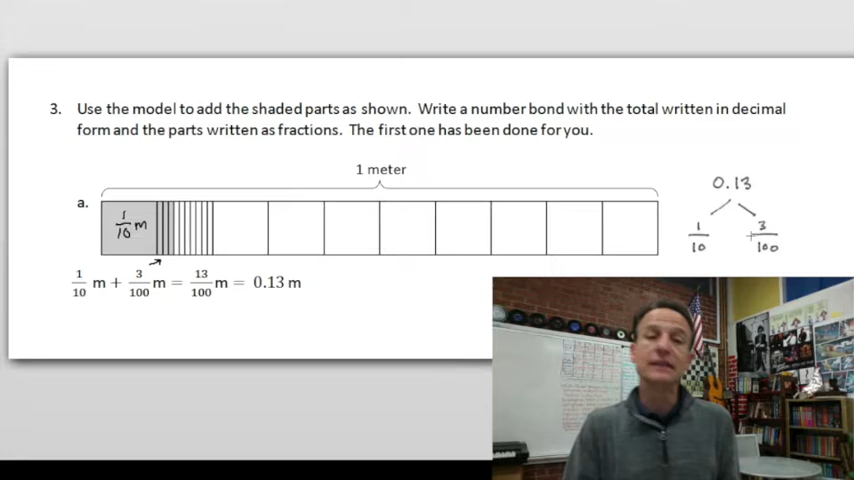 3. Use the model to add the shaded parts as shown. Write a number bond with the total written in decimal
form and the parts written as fractions. The first one has been done for you.
1 meter
a.
1/10 m
0.13
1/10 3/100
1/10 m + 3/100 m = 13/100 m = 0.13 m